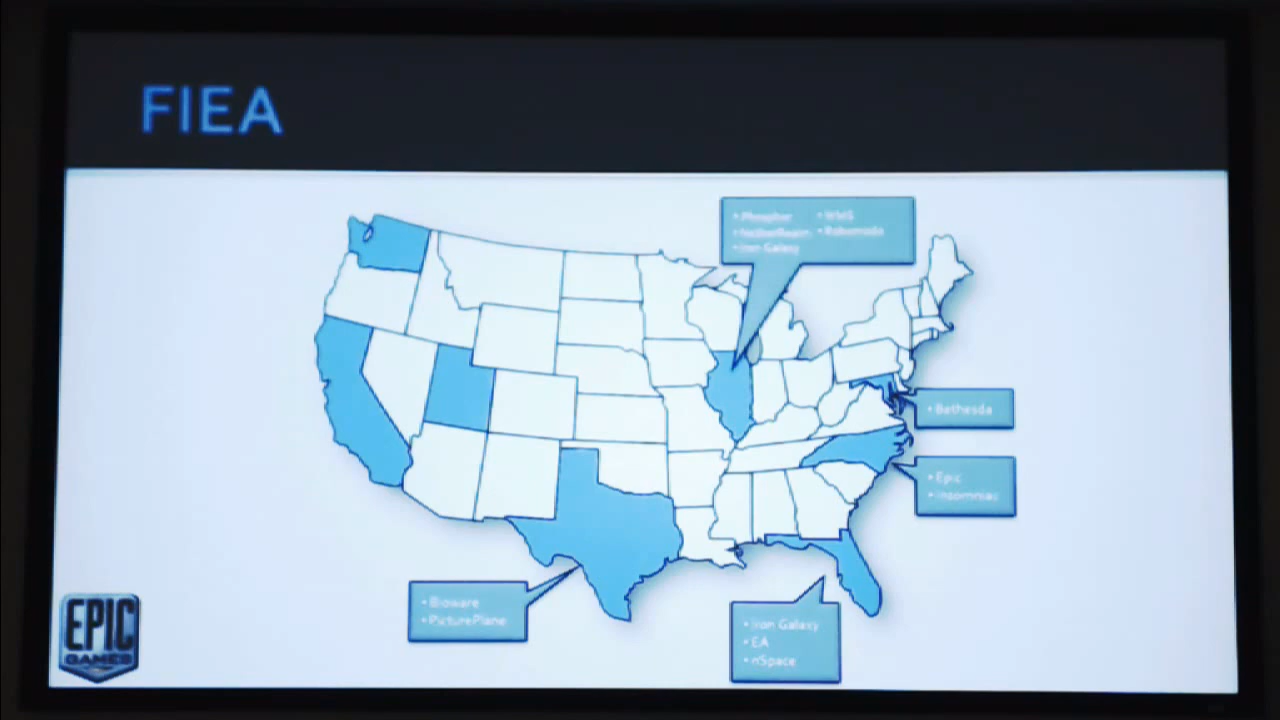 FIEA
• Phosphor
• WMS
• NetherRealm
• Robomodo
• Iron Galaxy
• Bethesda
• Epic
• Insomniac
• Bioware
• PicturePlane
• Iron Galaxy
• EA
• nSpace
EPIC
GAMES